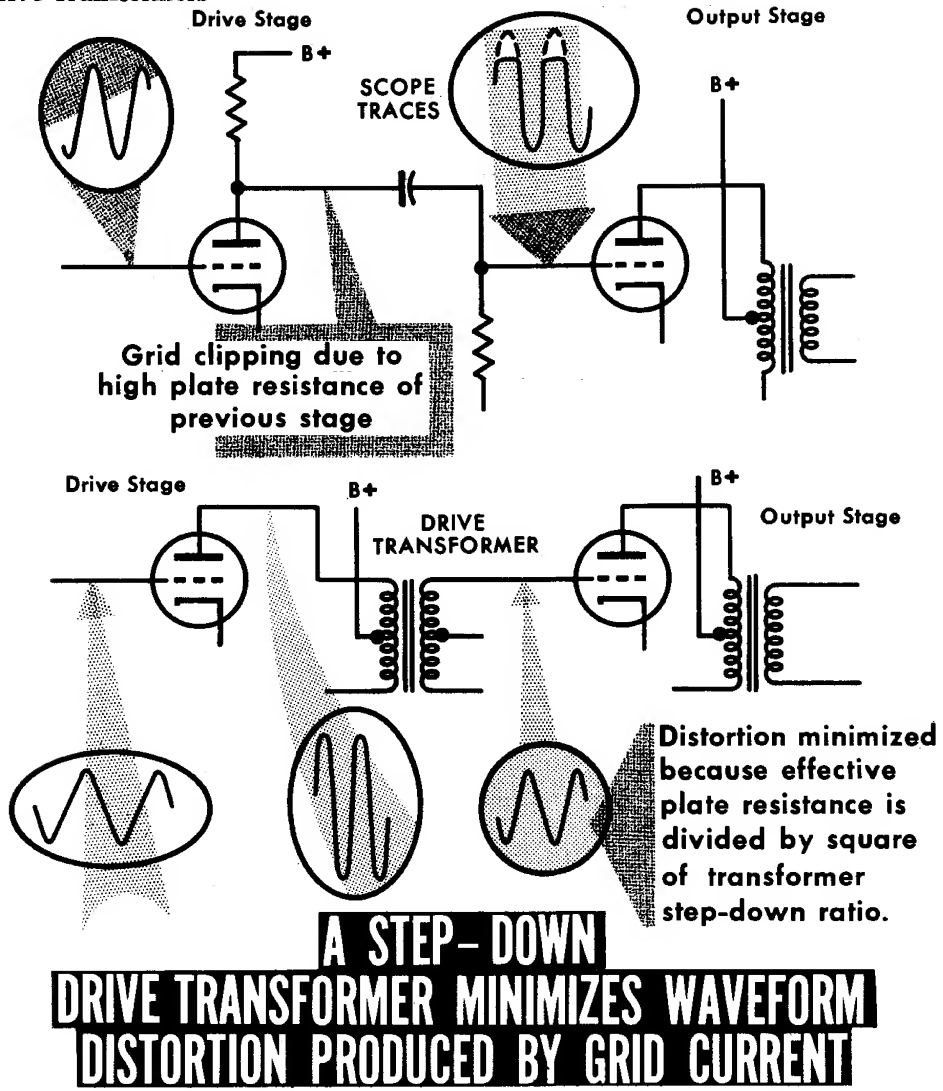 Drive Stage
Output Stage
B+
B+
SCOPE
TRACES
Grid clipping due to
high plate resistance of
previous stage
Drive Stage
B+
DRIVE
TRANSFORMER
B+
Output Stage
Distortion minimized
because effective
plate resistance is
divided by square
of transformer
step-down ratio.
A STEP-DOWN
DRIVE TRANSFORMER MINIMIZES WAVEFORM
DISTORTION PRODUCED BY GRID CURRENT